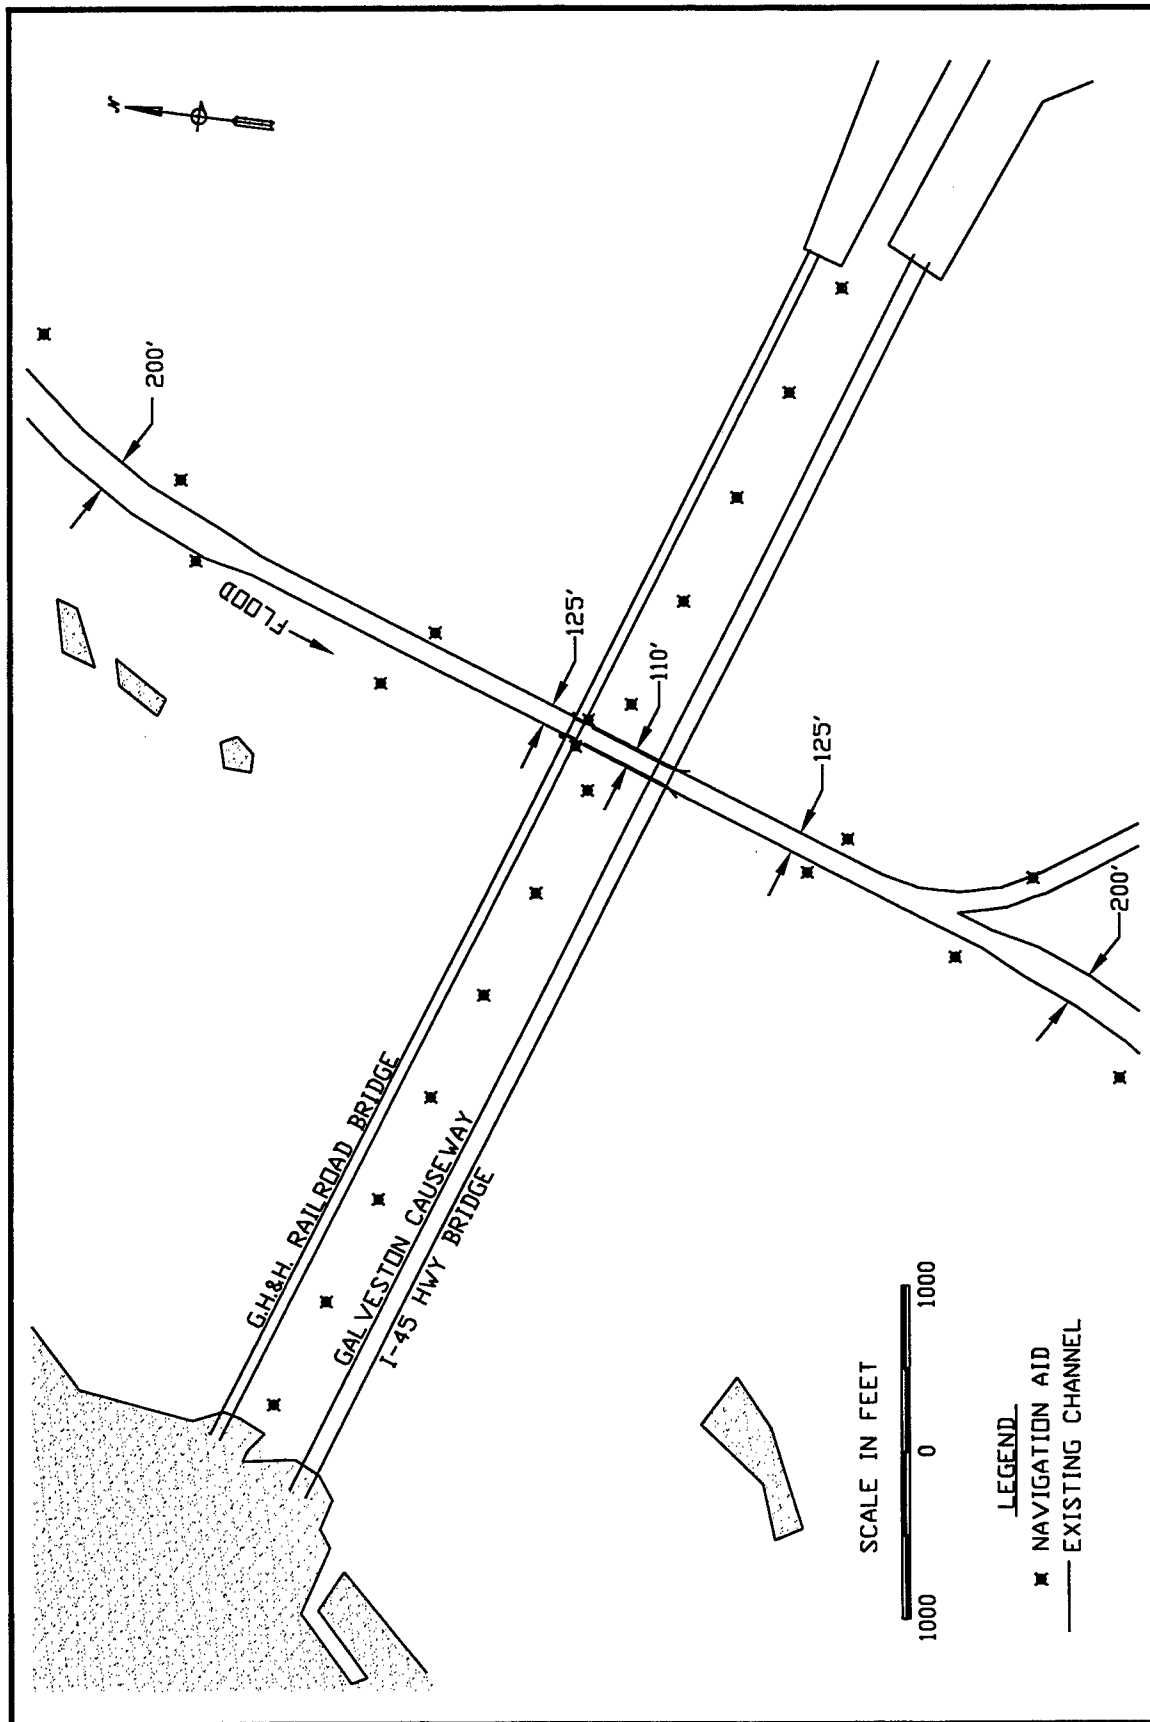 N
200'
FLOOD
125'
110'
125'
200'
G.H.&H. RAILROAD BRIDGE
GALVESTON CAUSEWAY
I-45 HWY BRIDGE
SCALE IN FEET
1000 0 1000
LEGEND
NAVIGATION AID
EXISTING CHANNEL